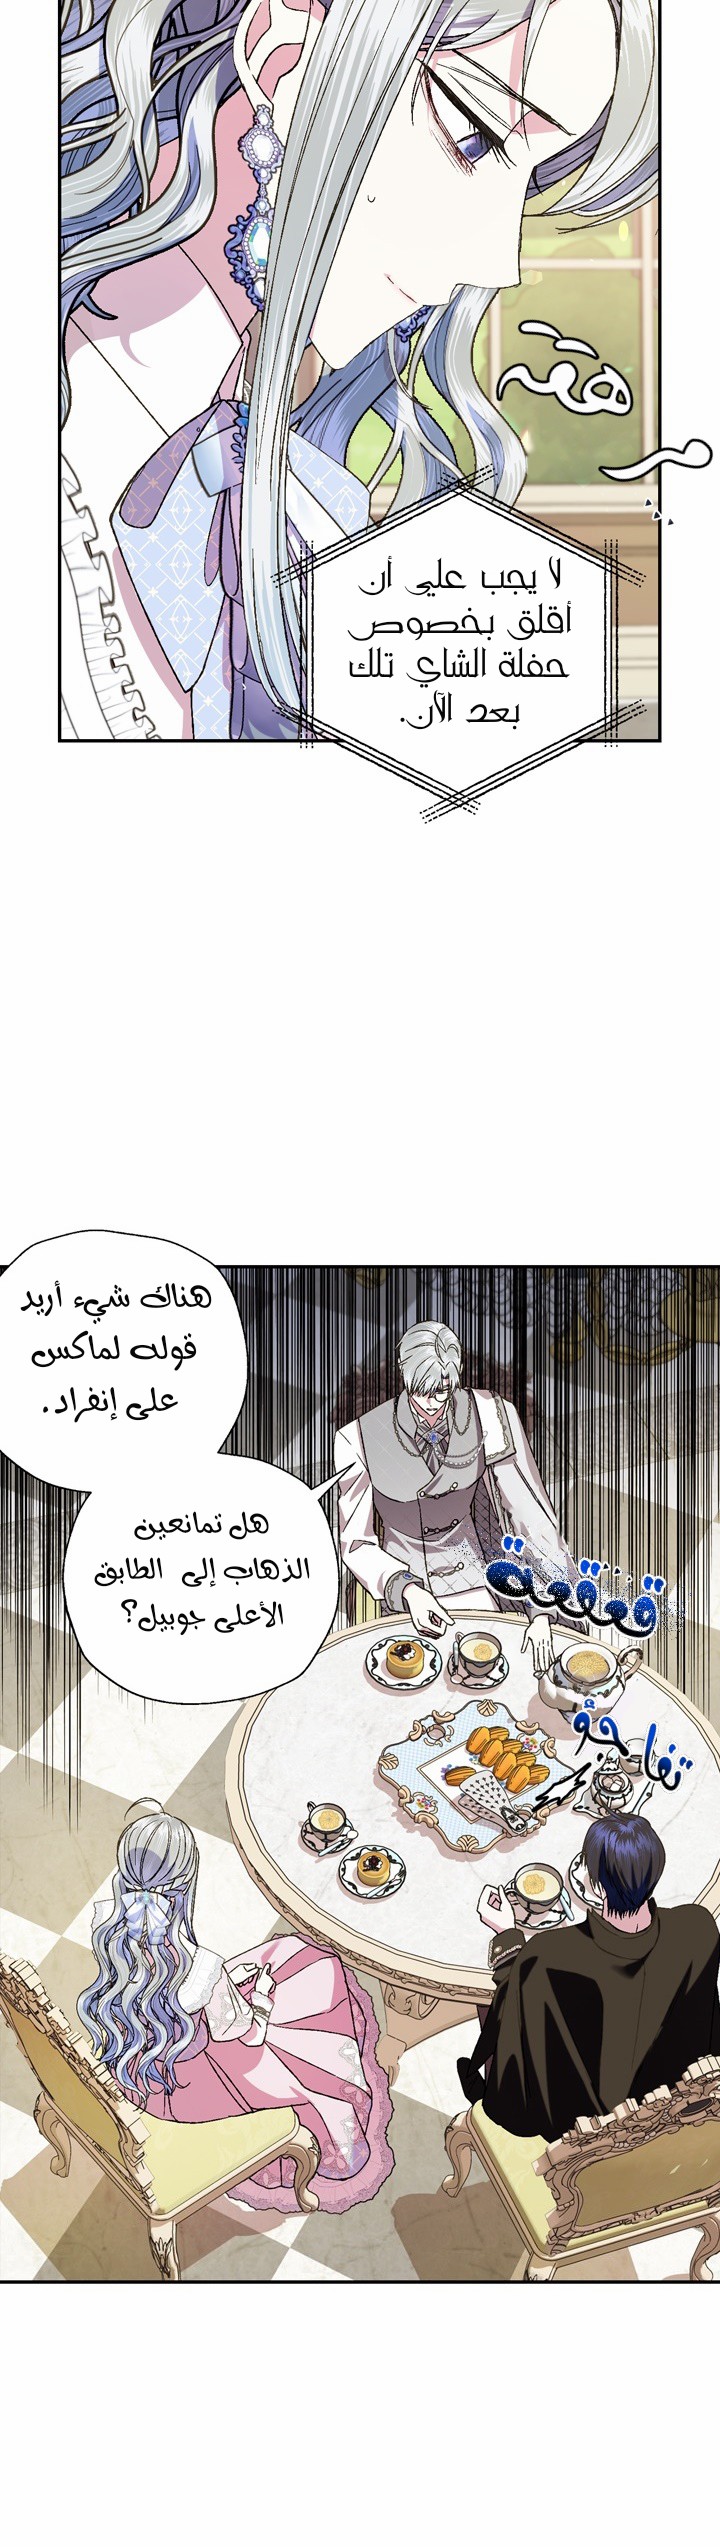 هققة
لا يجب علي أن
أقلق بخصوص
حفلة الشاي تلك
بعد الآن.
هناك شيء أريد
قوله لماكس
على إنفراد.
هل تمانعين
الذهاب إلى الطابق
الأعلى جوبيل؟
قعقعة
تفاجؤ